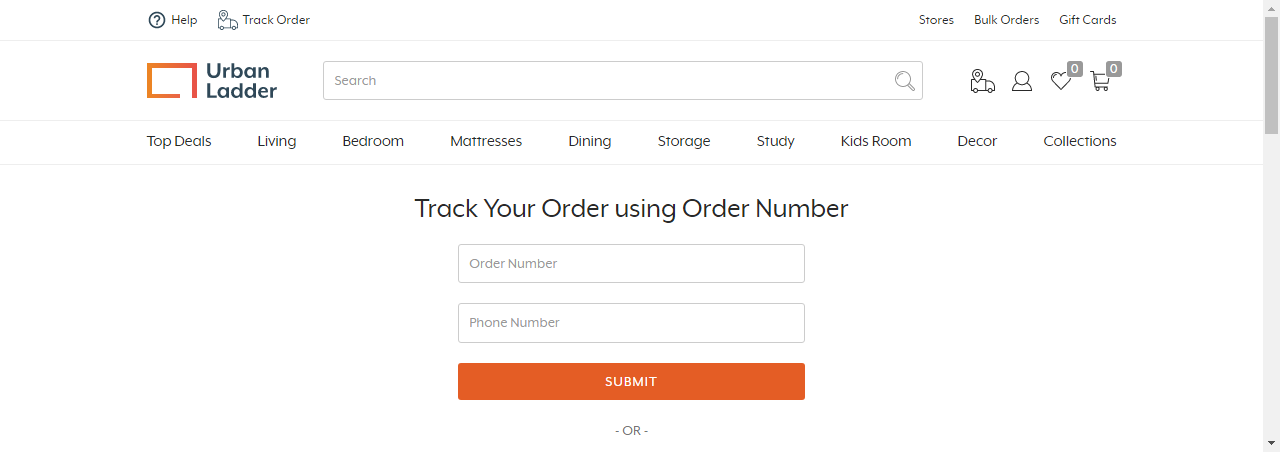 Help Track Order Stores Bulk Orders Gift Cards
Urban
Ladder
Search
0 0
Top Deals Living Bedroom Mattresses Dining Storage Study Kids Room Decor Collections
Track Your Order using Order Number
Order Number
Phone Number
SUBMIT
- OR -